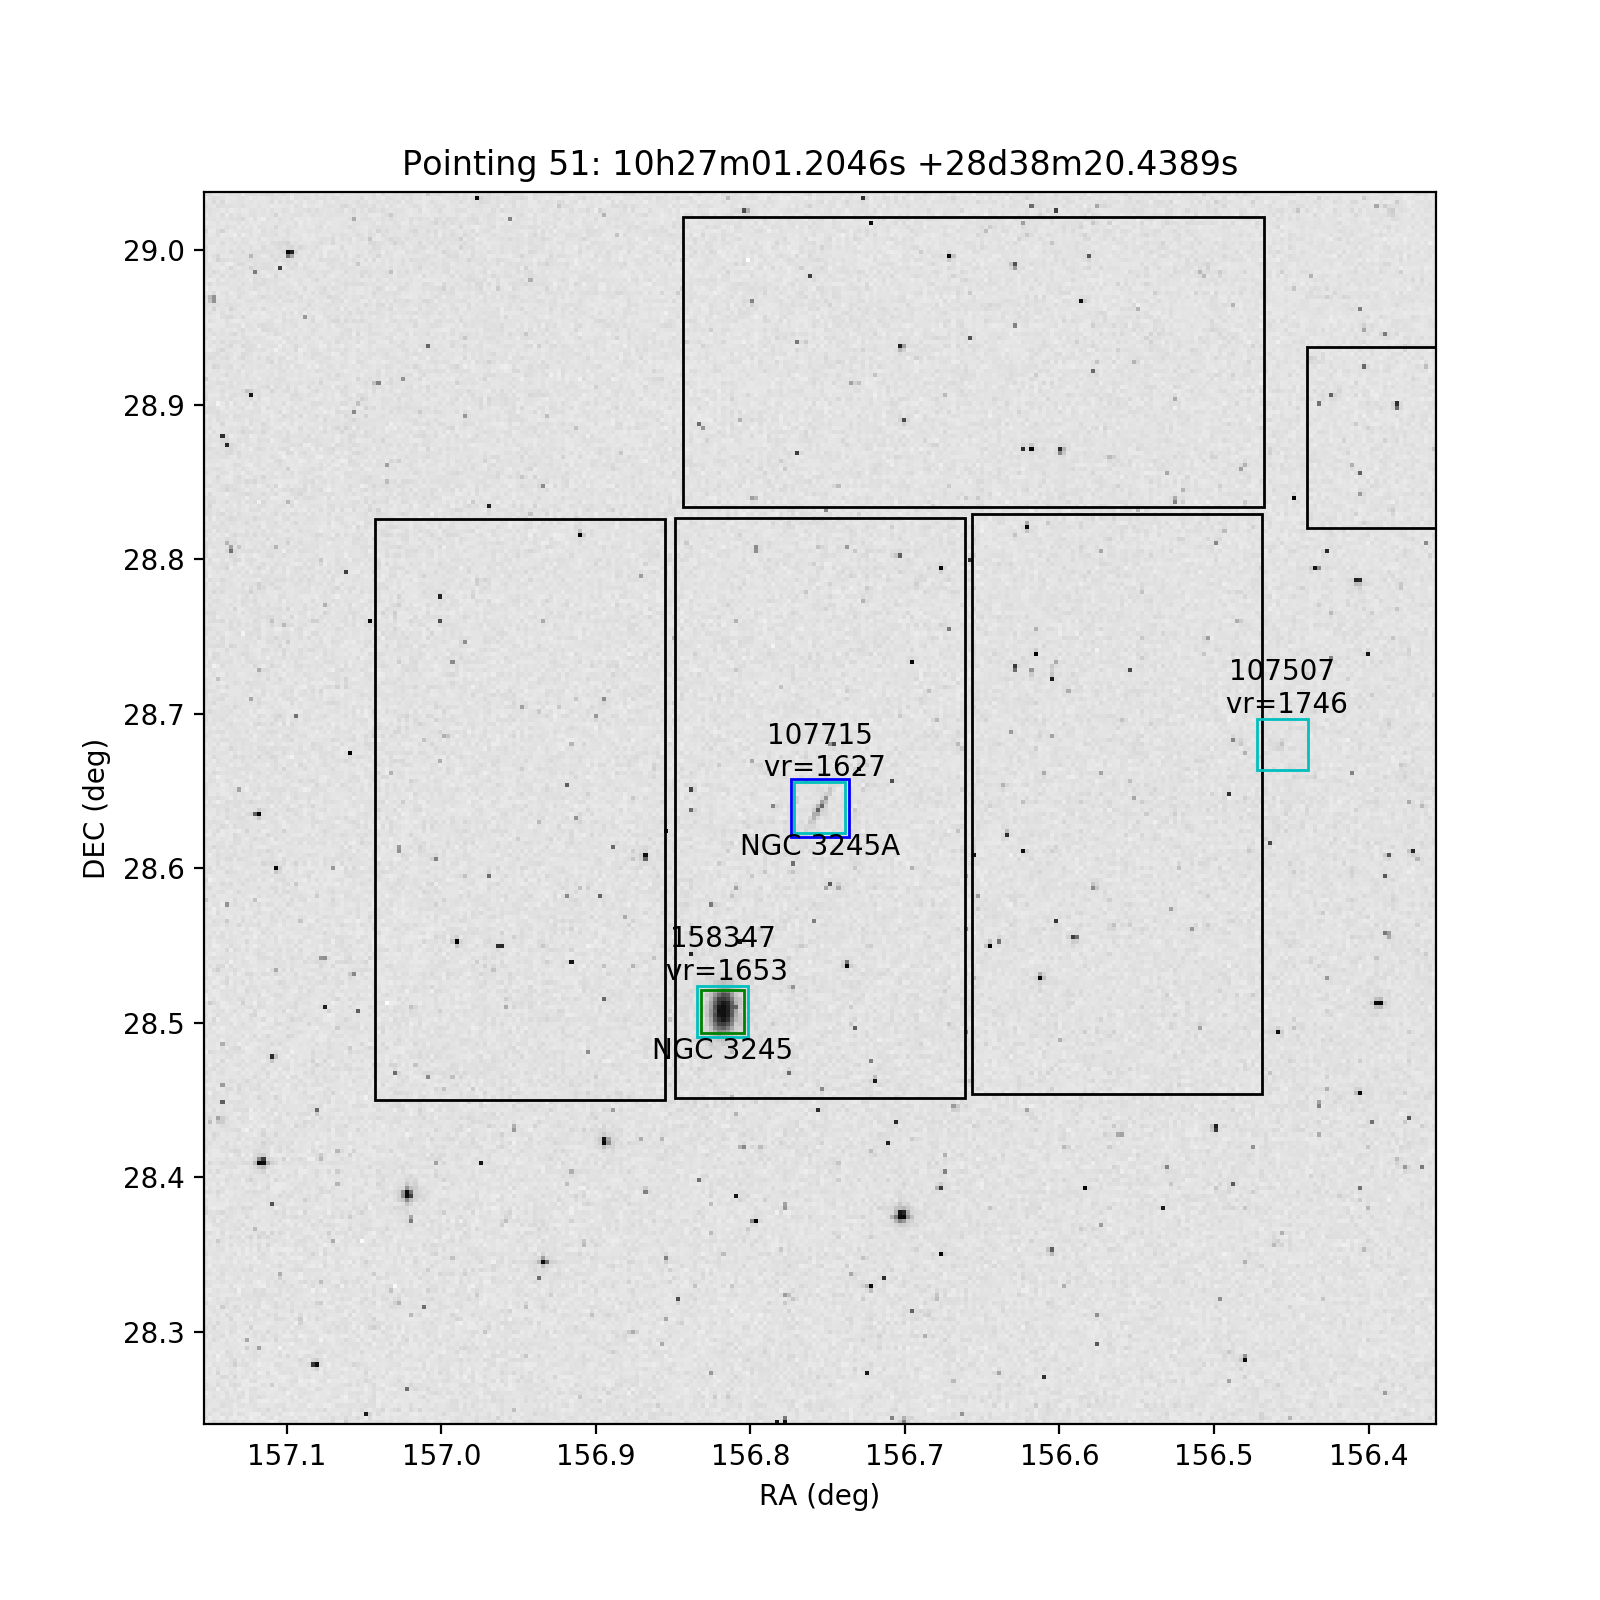 Pointing 51: 10h27m01.2046s +28d38m20.4389s
29.0
28.9
28.8
28.7
28.6
28.5
28.4
28.3
DEC (deg)
107507
vr=1746
107715
vr=1627
NGC 3245A
158347
vr=1653
NGC 3245
157.1 157.0 156.9 156.8 156.7 156.6 156.5 156.4
RA (deg)